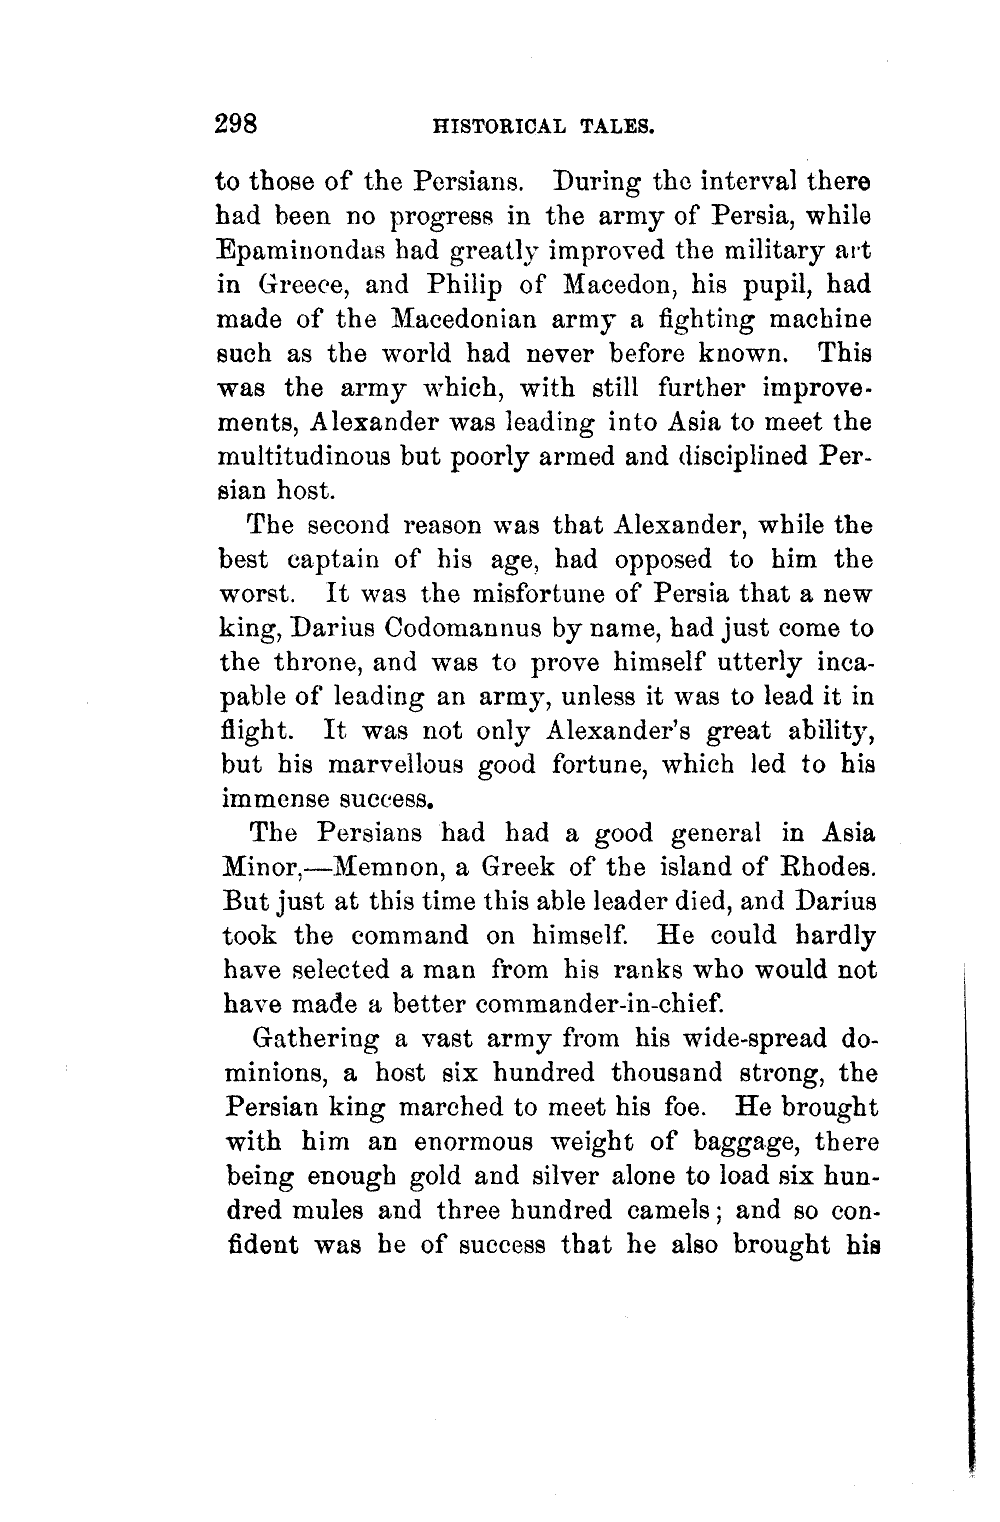 298 HISTORICAL TALES.
to those of the Persians. During the interval there
had been no progress in the army of Persia, while
Epaminondas had greatly improved the military art
in Greece, and Philip of Macedon, his pupil, had
made of the Macedonian army a fighting machine
such as the world had never before known. This
was the army which, with still further improve-
ments, Alexander was leading into Asia to meet the
multitudinous but poorly armed and disciplined Per-
sian host.
The second reason was that Alexander, while the
best captain of his age, had opposed to him the
worst. It was the misfortune of Persia that a new
king, Darius Codomannus by name, had just come to
the throne, and was to prove himself utterly inca-
pable of leading an army, unless it was to lead it in
flight. It was not only Alexander's great ability,
but his marvellous good fortune, which led to his
immense success.
The Persians had had a good general in Asia
Minor,—Memnon, a Greek of the island of Rhodes.
But just at this time this able leader died, and Darius
took the command on himself. He could hardly
have selected a man from his ranks who would not
have made a better commander-in-chief.
Gathering a vast army from his wide-spread do-
minions, a host six hundred thousand strong, the
Persian king marched to meet his foe. He brought
with him an enormous weight of baggage, there
being enough gold and silver alone to load six hun-
dred mules and three hundred camels; and so con-
fident was he of success that he also brought his